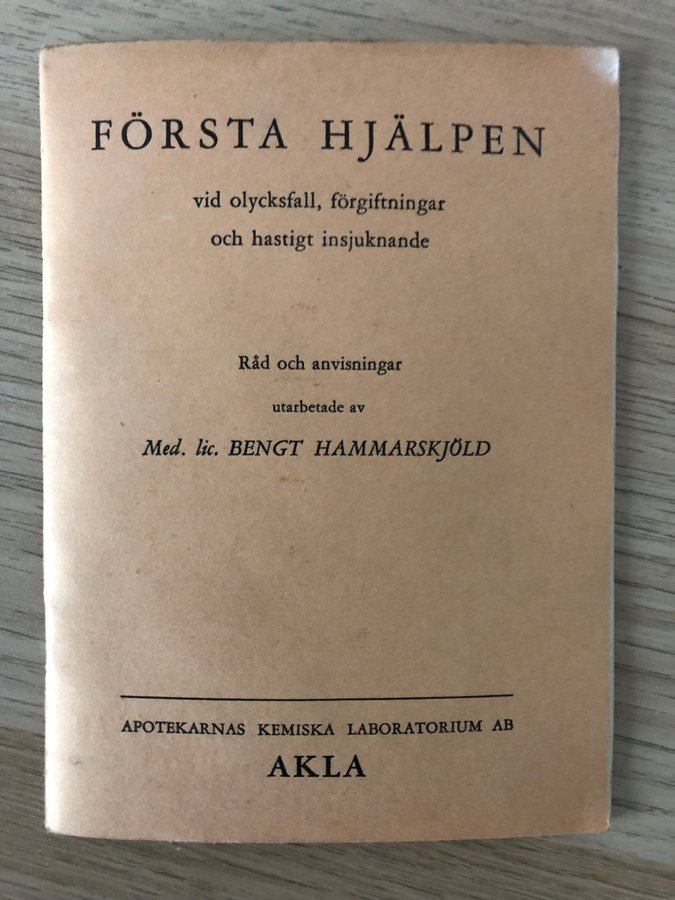 FÖRSTA HJÄLPEN
vid olycksfall, förgiftningar
och hastigt insjuknande
Råd och anvisningar
utarbetade av
Med. lic. BENGT HAMMARSKJÖLD
APOTEKARNAS KEMISKA LABORATORIUM AB
AKLA